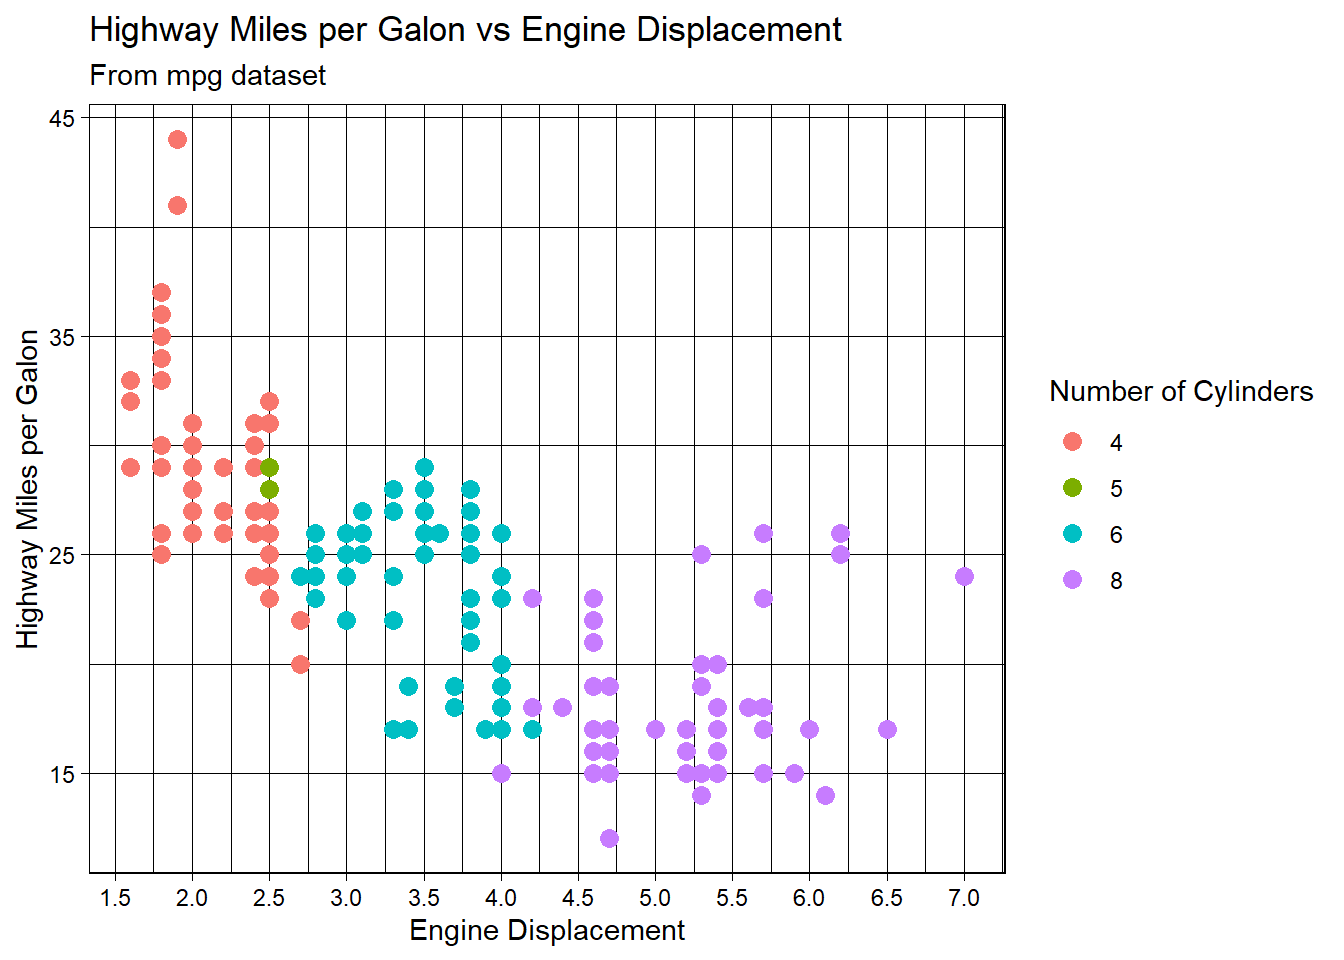 Highway Miles per Galon vs Engine Displacement
From mpg dataset
45
35
25
15
Highway Miles per Galon
1.5 2.0 2.5 3.0 3.5 4.0 4.5 5.0 5.5 6.0 6.5 7.0
Engine Displacement
Number of Cylinders
4
5
6
8